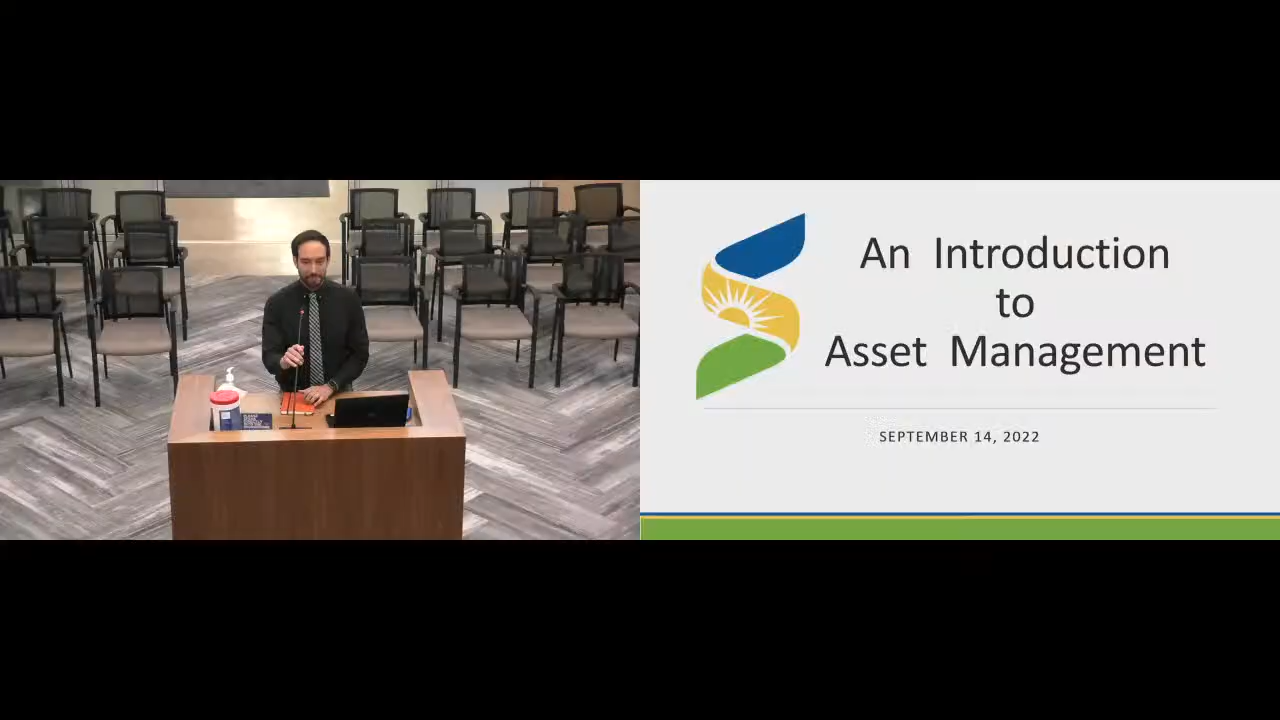 An Introduction
to
Asset Management
SEPTEMBER 14, 2022